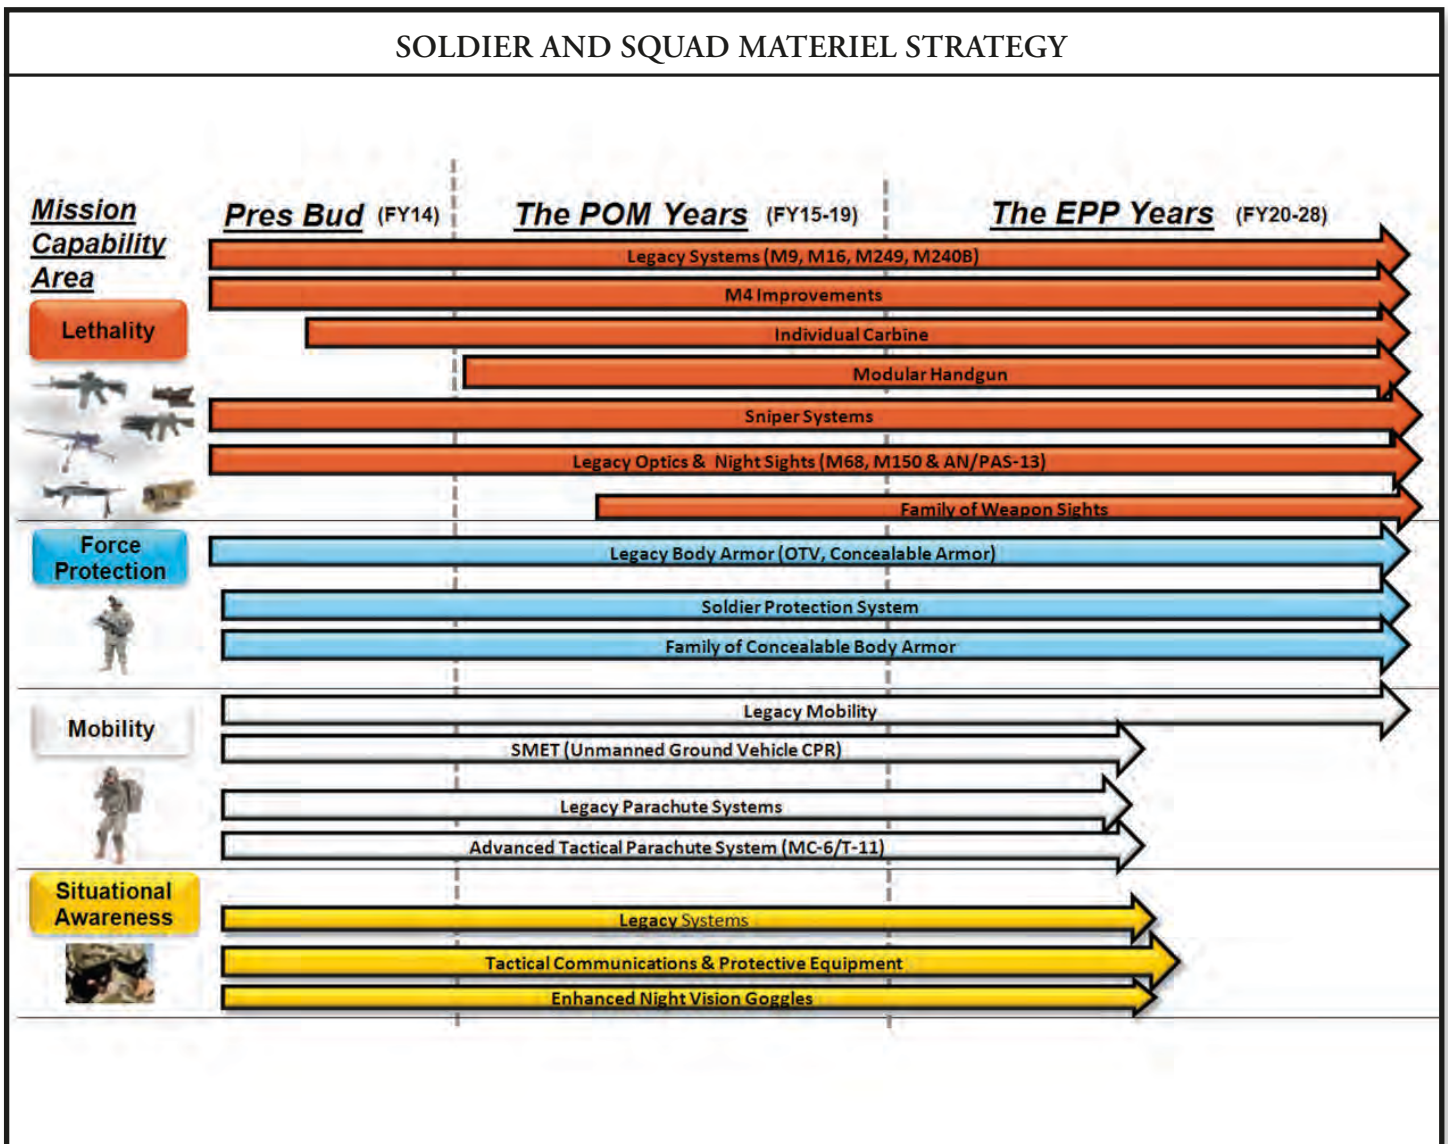 SOLDIER AND SQUAD MATERIEL STRATEGY
Mission
Capability
Area
Pres Bud (FY14)
The POM Years (FY15-19)
The EPP Years (FY20-28)
Legacy Systems (M9, M16, M249, M240B)
M4 Improvements
Lethality
Individual Carbine
Modular Handgun
Sniper Systems
Legacy Optics & Night Sights (M68, M150 & AN/PAS-13)
Family of Weapon Sights
Force
Protection
Legacy Body Armor (OTV, Concealable Armor)
Soldier Protection System
Family of Concealable Body Armor
Mobility
Legacy Mobility
SMET (Unmanned Ground Vehicle CPR)
Legacy Parachute Systems
Advanced Tactical Parachute System (MC-6/T-11)
Situational
Awareness
Legacy Systems
Tactical Communications & Protective Equipment
Enhanced Night Vision Goggles